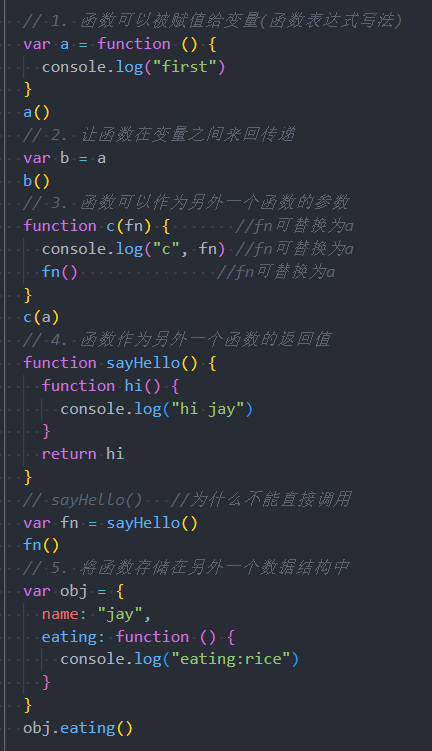 // 1. 函数可以被赋值给变量(函数表达式写法)
var a = function () {
  console.log("first")
}
a()
// 2. 让函数在变量之间来回传递
var b = a
b()
// 3. 函数可以作为另外一个函数的参数
function c(fn) {       //fn可替换为a
  console.log("c", fn) //fn可替换为a
  fn()               //fn可替换为a
}
c(a)
// 4. 函数作为另外一个函数的返回值
function sayHello() {
  function hi() {
    console.log("hi jay")
  }
  return hi
}
// sayHello()   //为什么不能直接调用
var fn = sayHello()
fn()
// 5. 将函数存储在另外一个数据结构中
var obj = {
  name: "jay",
  eating: function () {
    console.log("eating:rice")
  }
}
obj.eating()